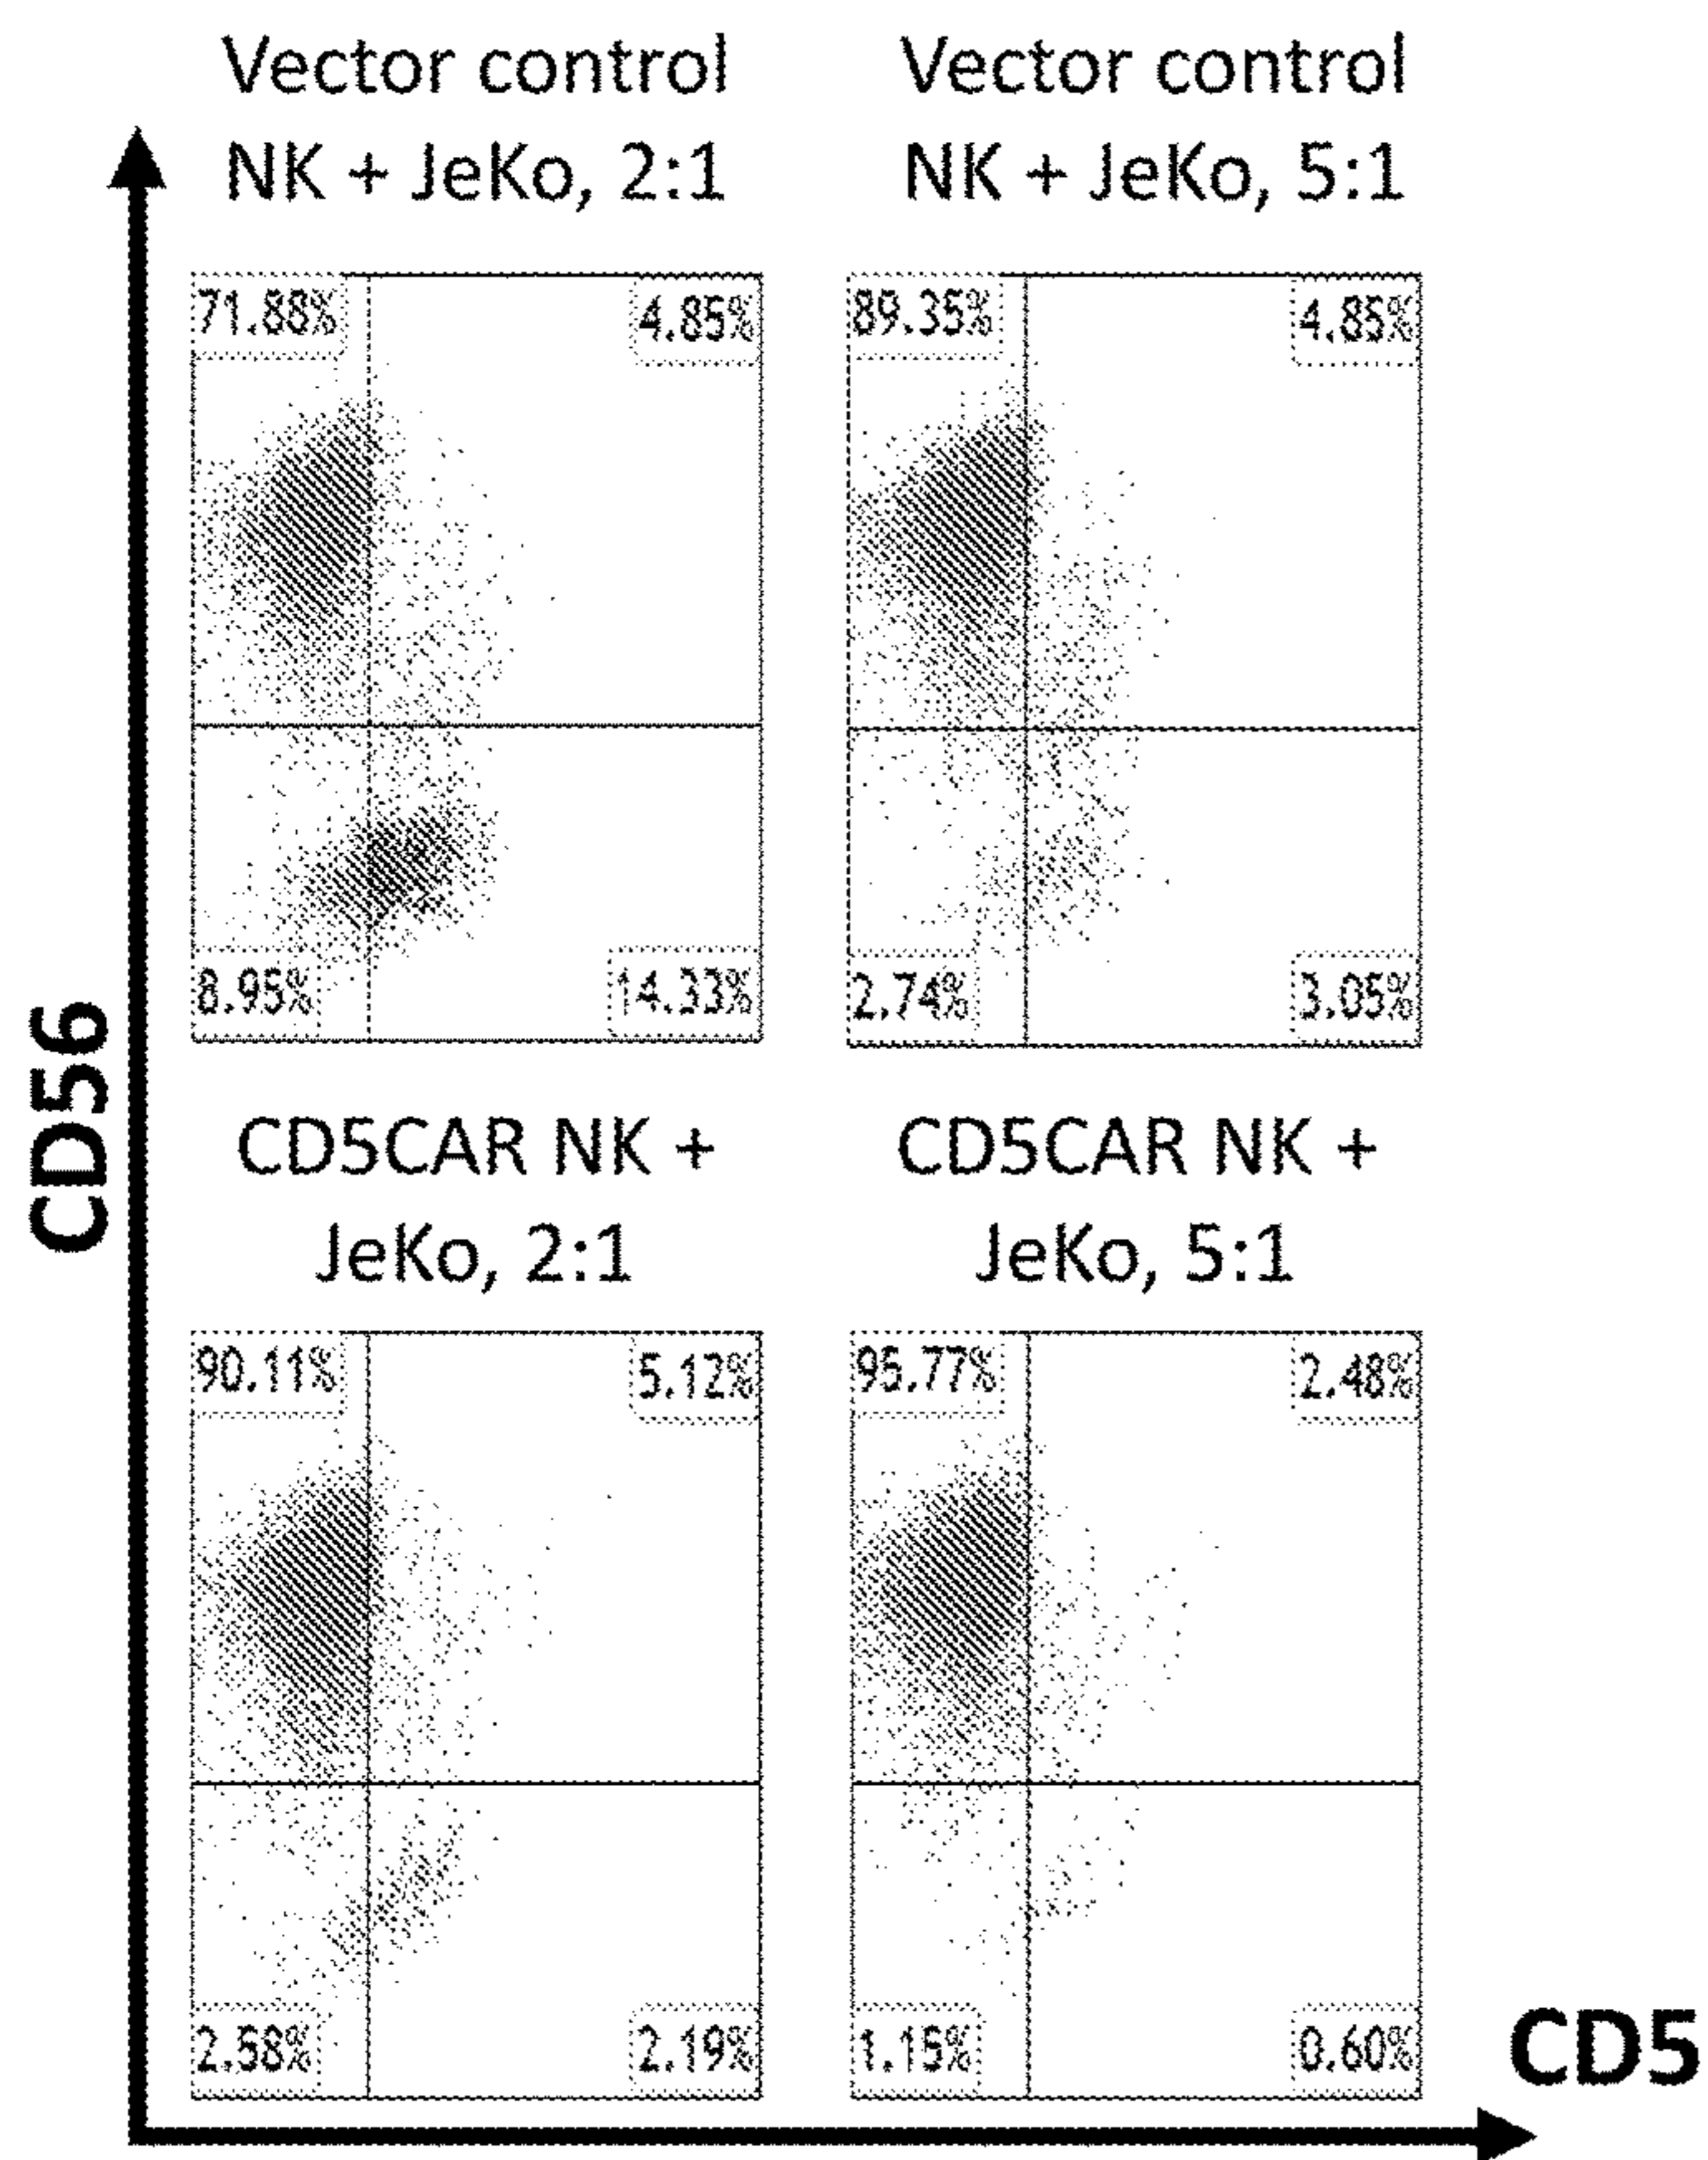 Vector control
NK + JeKo, 2:1
Vector control
NK + JeKo, 5:1
71.88%
4.85%
89.35%
4.85%
8.95%
14.33%
2.74%
3.05%
CD56
CD5CAR NK +
JeKo, 2:1
CD5CAR NK +
JeKo, 5:1
90.11%
5.12%
95.77%
2.48%
2.58%
2.19%
1.15%
0.60%
CD5